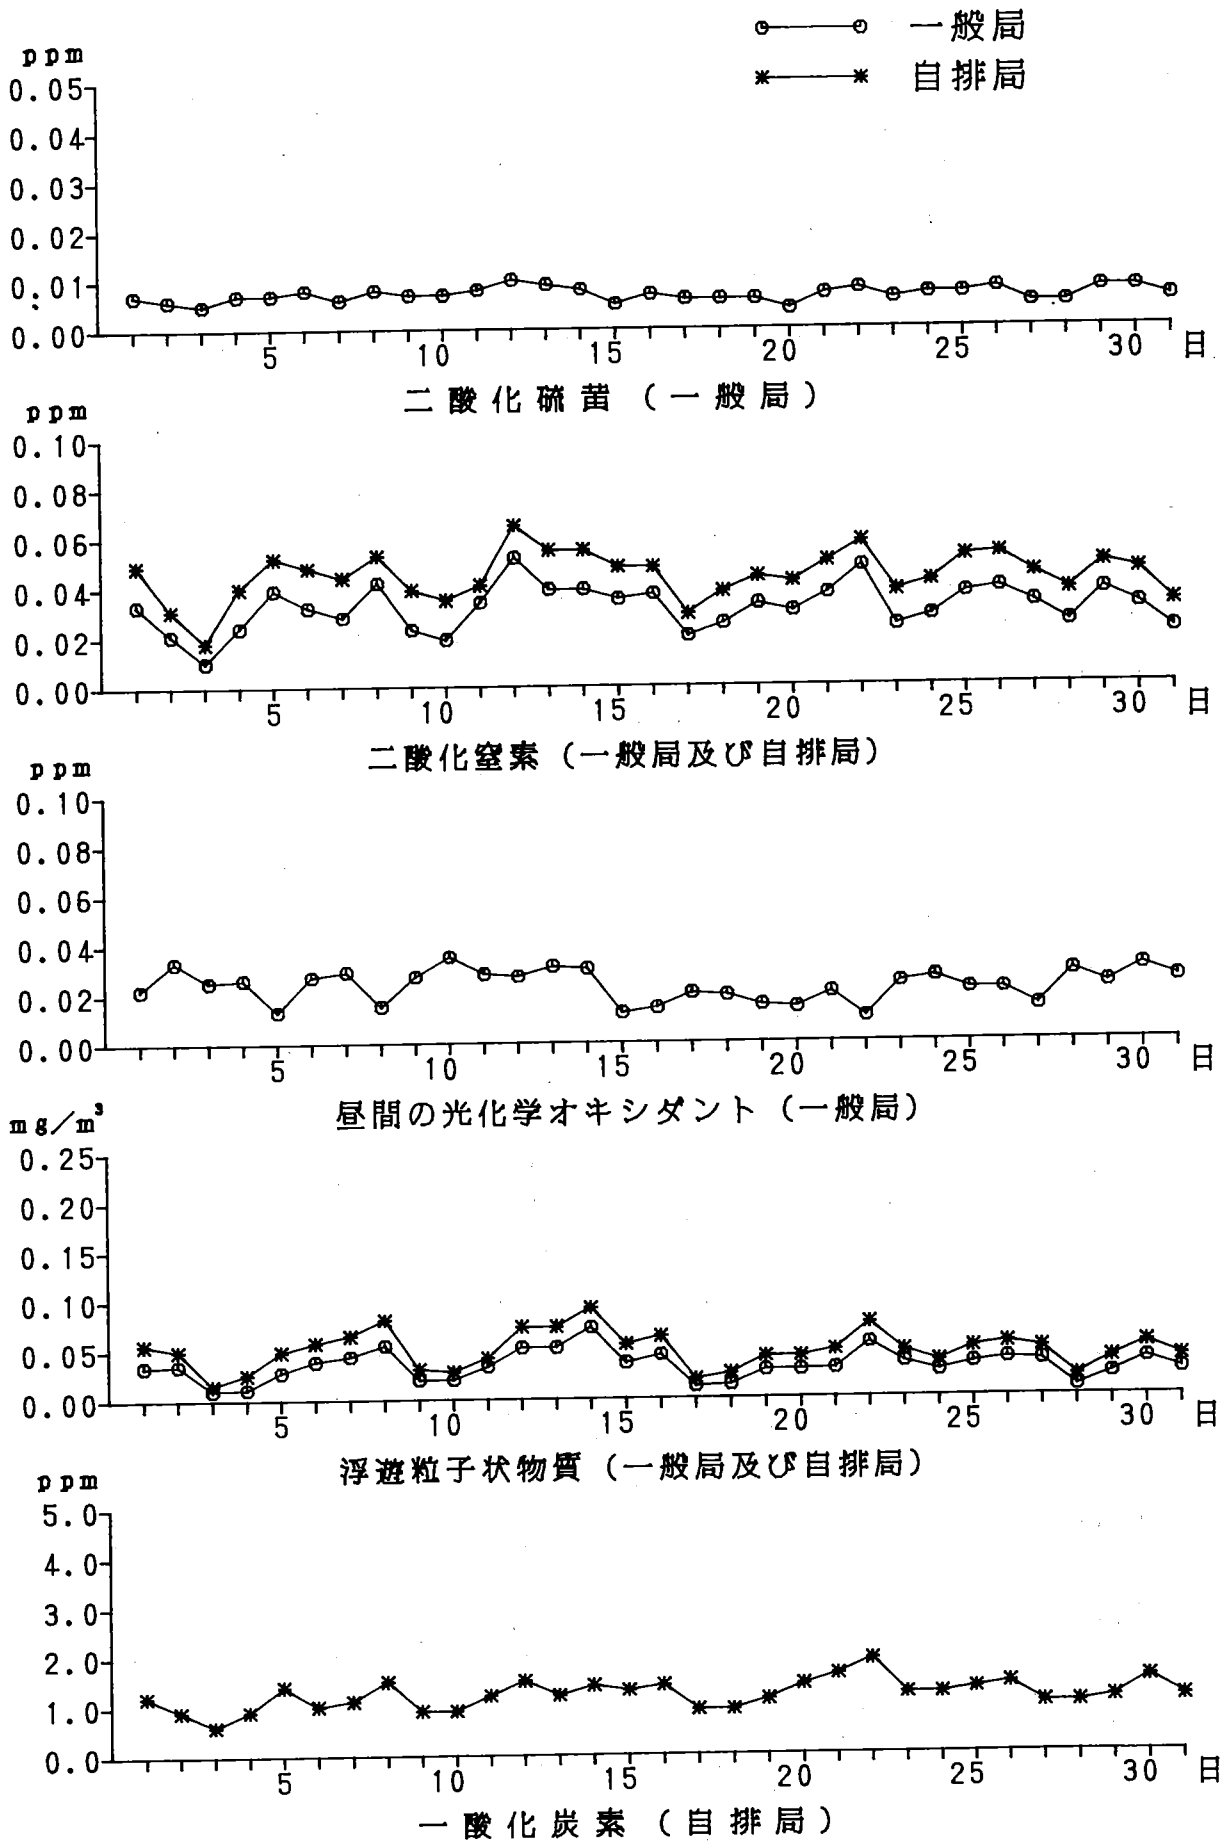 一般局
自排局
ppm
0.05
0.04
0.03
0.02
0.01
0.00
5 10 15 20 25 30 日
二酸化硫黄（一般局）
ppm
0.10
0.08
0.06
0.04
0.02
0.00
5 10 15 20 25 30 日
二酸化窒素（一般局及び自排局）
ppm
0.10
0.08
0.06
0.04
0.02
0.00
5 10 15 20 25 30 日
昼間の光化学オキシダント（一般局）
mg/m³
0.25
0.20
0.15
0.10
0.05
0.00
5 10 15 20 25 30 日
浮遊粒子状物質（一般局及び自排局）
ppm
5.0
4.0
3.0
2.0
1.0
0.0
5 10 15 20 25 30 日
一酸化炭素（自排局）